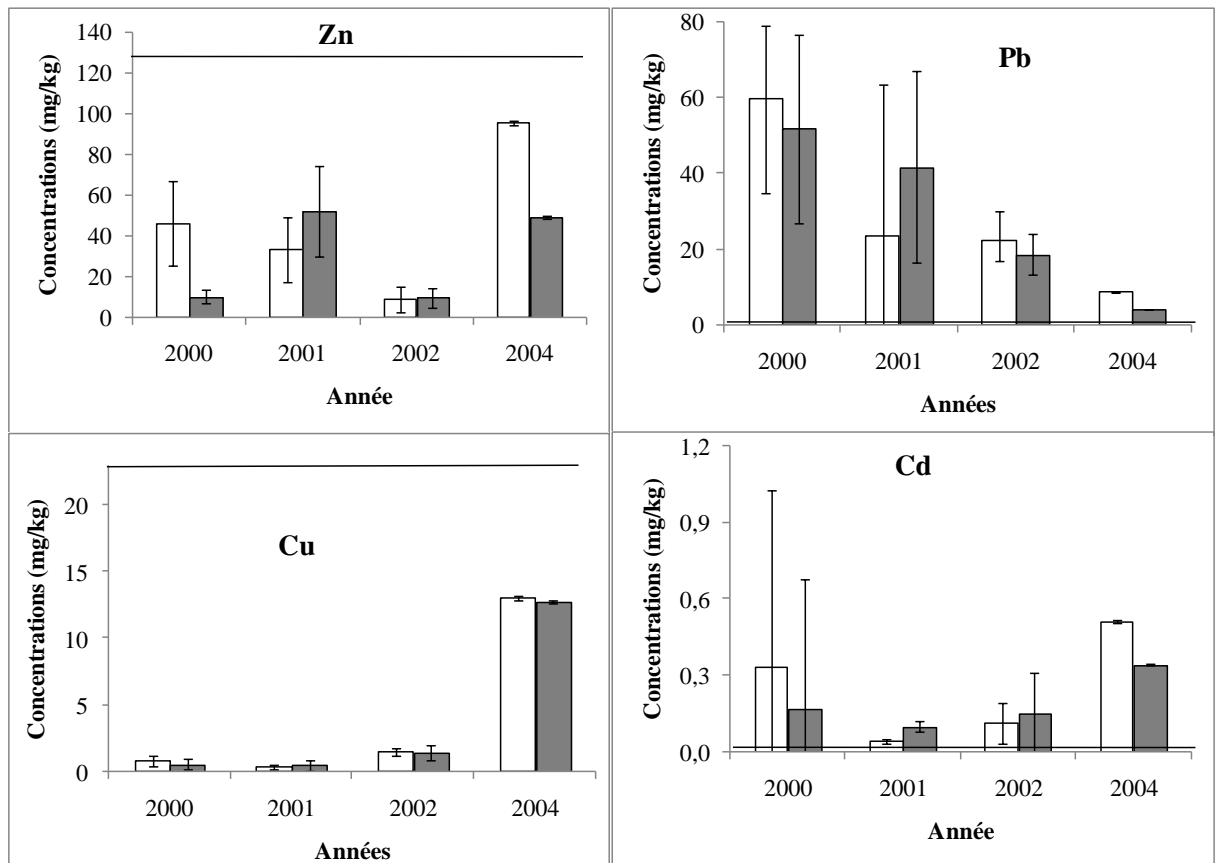 Zn
Concentrations (mg/kg)
140
120
100
80
60
40
20
0
2000 2001 2002 2004
Année
Pb
Concentrations (mg/kg)
80
60
40
20
0
2000 2001 2002 2004
Années
Cu
Concentrations (mg/kg)
20
15
10
5
0
2000 2001 2002 2004
Années
Cd
Concentrations (mg/kg)
1,2
0,9
0,6
0,3
0,0
2000 2001 2002 2004
Année